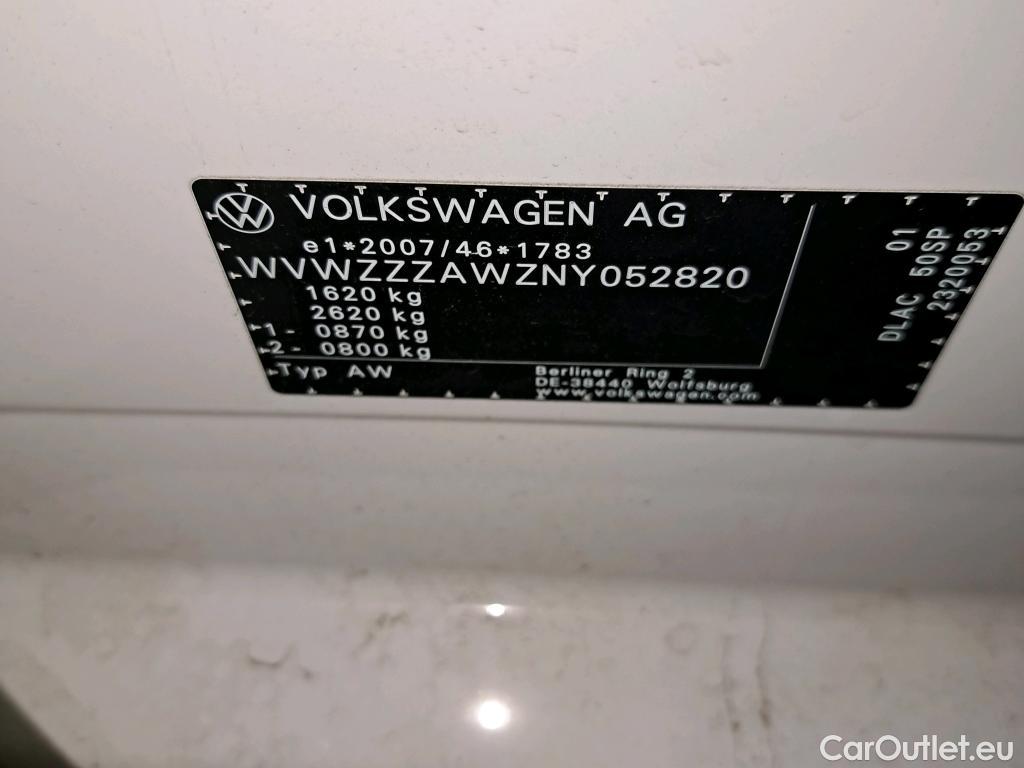 VOLKSWAGEN AG
e1*2007/46*1783
WVWZZZAWZNY052820
1620 kg
2620 kg
1- 0870 kg
2- 0800 kg
Typ AW
Berliner Ring 2
DE-38440 Wolfsburg
www.volkswagen.com
01
DLAC 50SP
2320053
CarOutlet.eu